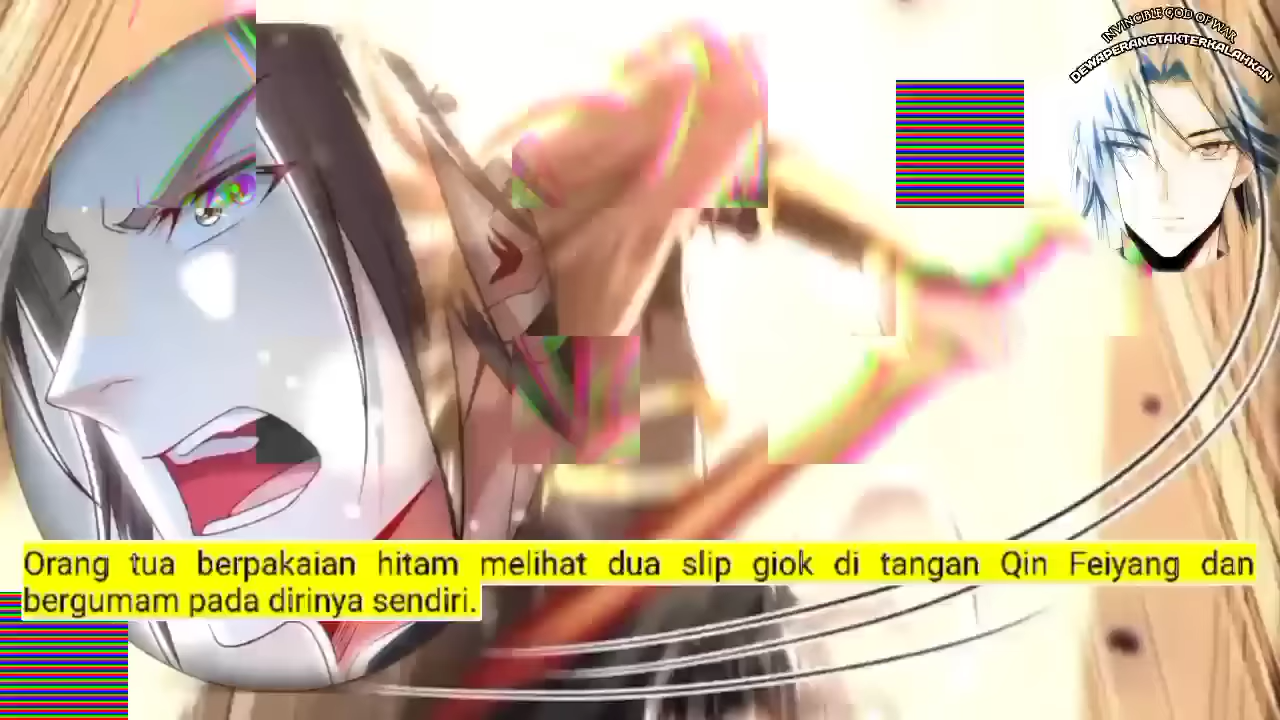 INVINCIBLE GOD OF WAR
DEWAPERANGTAKTERKALAHKAN
Orang tua berpakaian hitam melihat dua slip giok di tangan Qin Feiyang dan
bergumam pada dirinya sendiri.